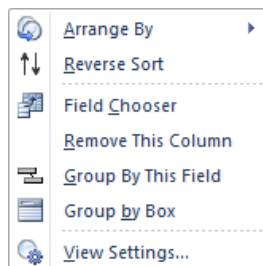 Arrange By
Reverse Sort
Field Chooser
Remove This Column
Group By This Field
Group by Box
View Settings...